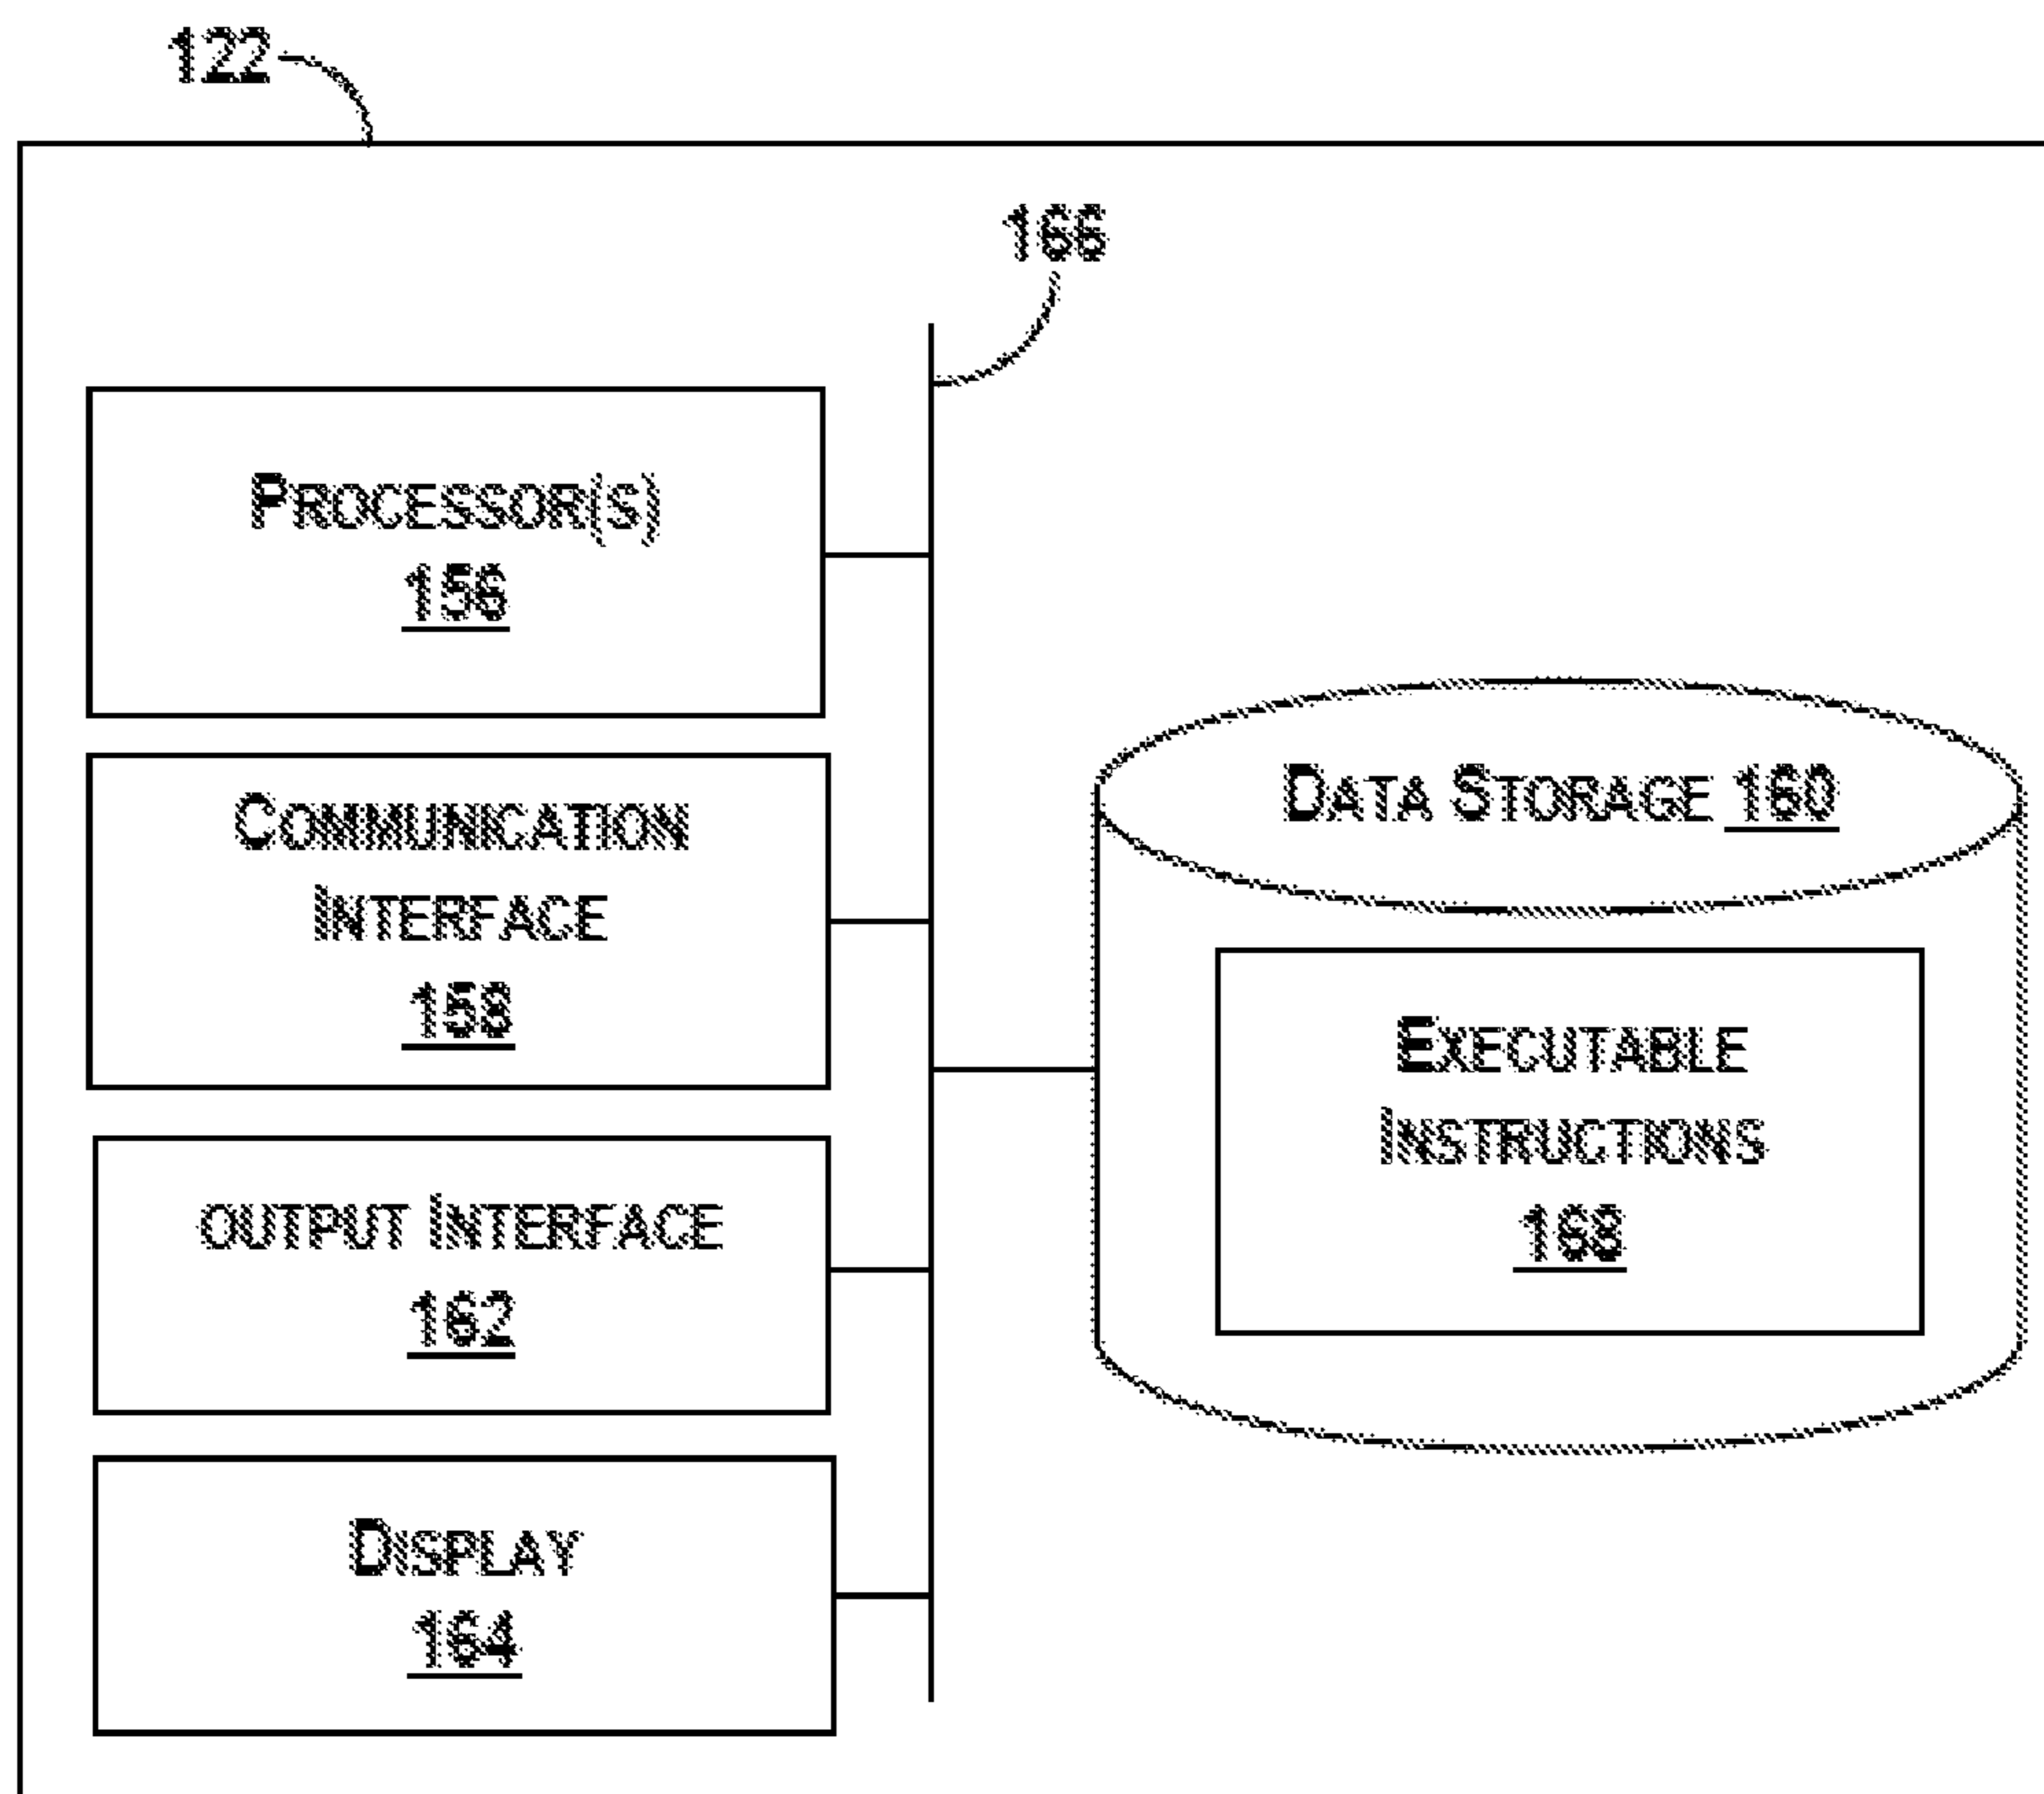 122
166
PROCESSOR(S)
156
COMMUNICATION
INTERFACE
158
OUTPUT INTERFACE
162
DISPLAY
164
DATA STORAGE 160
EXECUTABLE
INSTRUCTIONS
168